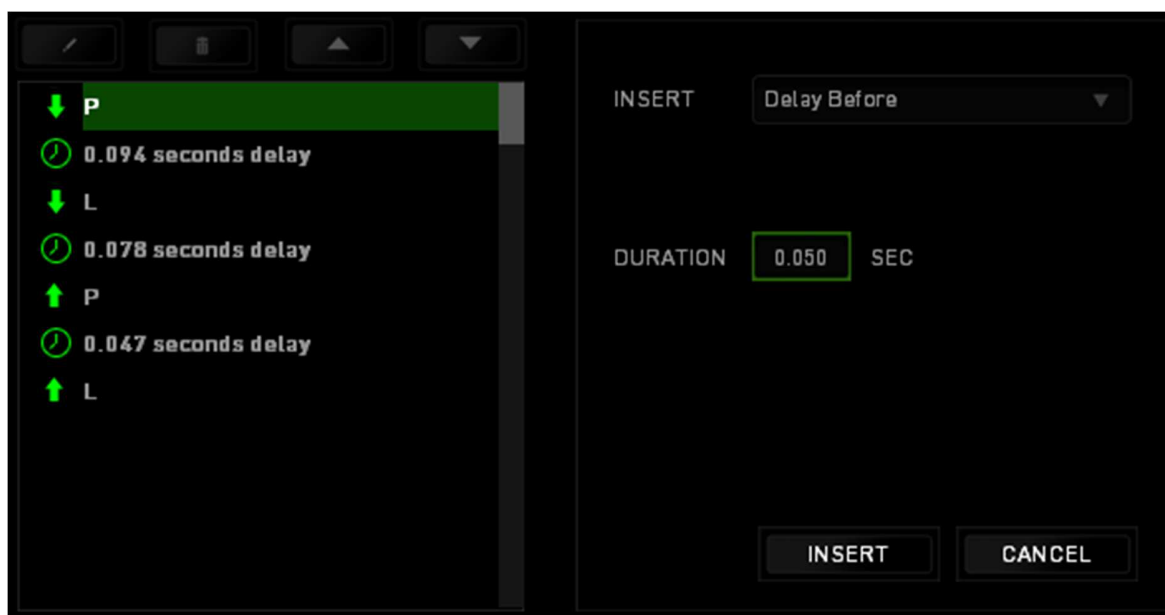 P
0.094 seconds delay
L
0.078 seconds delay
P
0.047 seconds delay
L
INSERT Delay Before
DURATION 0.050 SEC
INSERT CANCEL